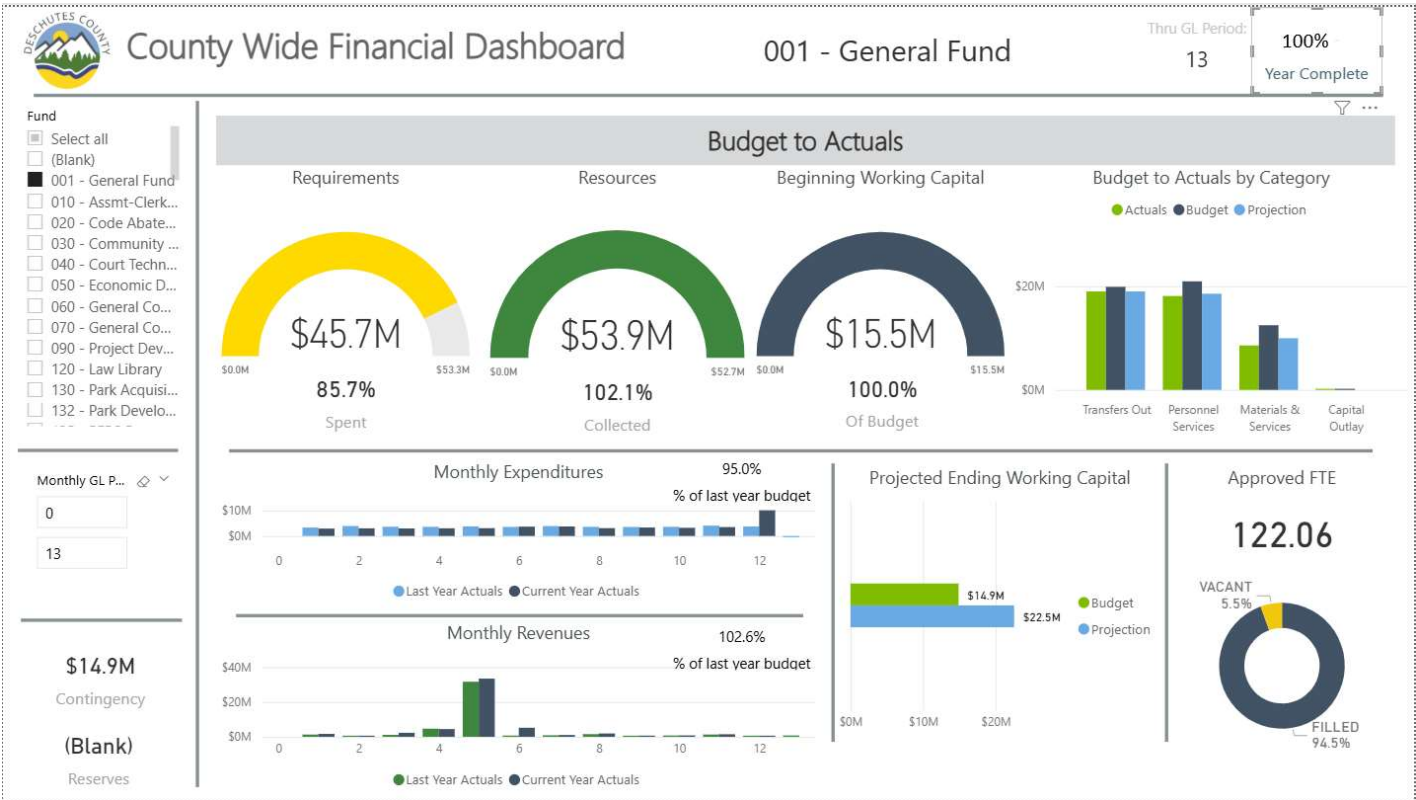 DESCHUTES COUNTY
County Wide Financial Dashboard
001 - General Fund
Thru GL Period:
13
100%
Year Complete
Fund
Select all
(Blank)
001 - General Fund
010 - Assmt-Clerk...
020 - Code Abate...
030 - Community ...
040 - Court Techn...
050 - Economic D...
060 - General Co...
070 - General Co...
090 - Project Dev...
120 - Law Library
130 - Park Acquisi...
132 - Park Develo...
Monthly GL P...
0
13
$14.9M
Contingency
(Blank)
Reserves
Budget to Actuals
Requirements
$45.7M
$0.0M
$53.3M
85.7%
Spent
Resources
$53.9M
$0.0M
$52.7M
102.1%
Collected
Beginning Working Capital
$15.5M
$0.0M
$15.5M
100.0%
Of Budget
Budget to Actuals by Category
Actuals Budget Projection
$20M
$0M
Transfers Out
Personnel
Services
Materials &
Services
Capital
Outlay
Monthly Expenditures
95.0%
% of last year budget
$10M
$0M
0 2 4 6 8 10 12
Last Year Actuals Current Year Actuals
Monthly Revenues
102.6%
% of last year budget
$40M
$20M
$0M
0 2 4 6 8 10 12
Last Year Actuals Current Year Actuals
Projected Ending Working Capital
$14.9M
$22.5M
Budget
Projection
$0M $10M $20M
Approved FTE
122.06
VACANT
5.5%
FILLED
94.5%